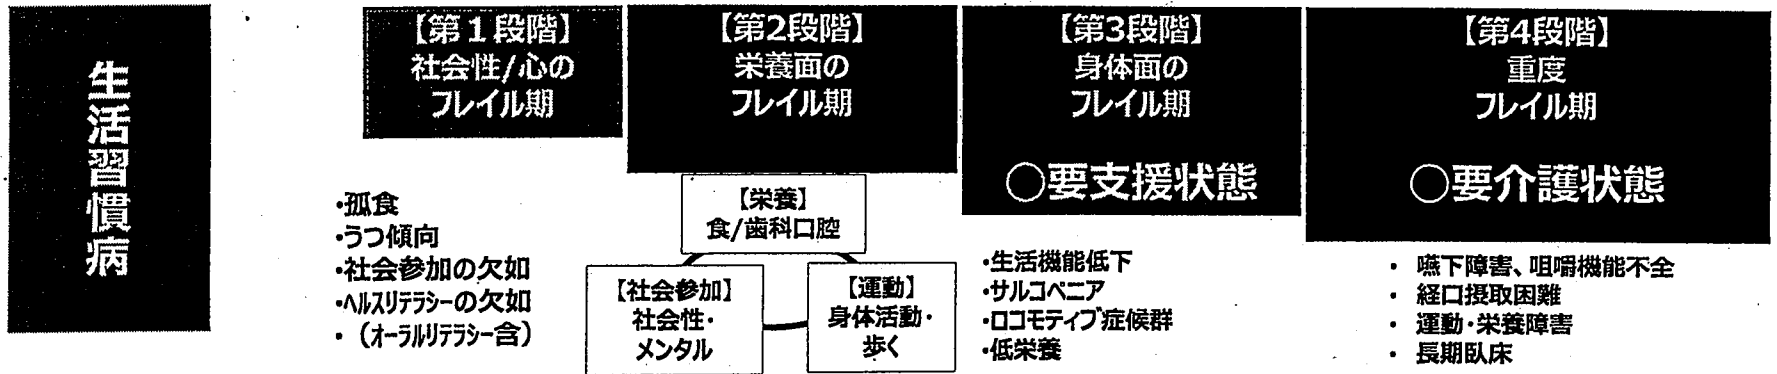 生活習慣病
【第１段階】
社会性/心の
フレイル期
・孤食
・うつ傾向
・社会参加の欠如
・ヘルスリテラシーの欠如
・（オーラルリテラシー含）
【第2段階】
栄養面の
フレイル期
【栄養】
食/歯科口腔
【社会参加】
社会性・
メンタル
【運動】
身体活動・
歩く
【第3段階】
身体面の
フレイル期
○要支援状態
・生活機能低下
・サルコペニア
・ロコモティブ症候群
・低栄養
【第4段階】
重度
フレイル期
○要介護状態
・ 嚥下障害、咀嚼機能不全
・ 経口摂取困難
・ 運動・栄養障害
・ 長期臥床